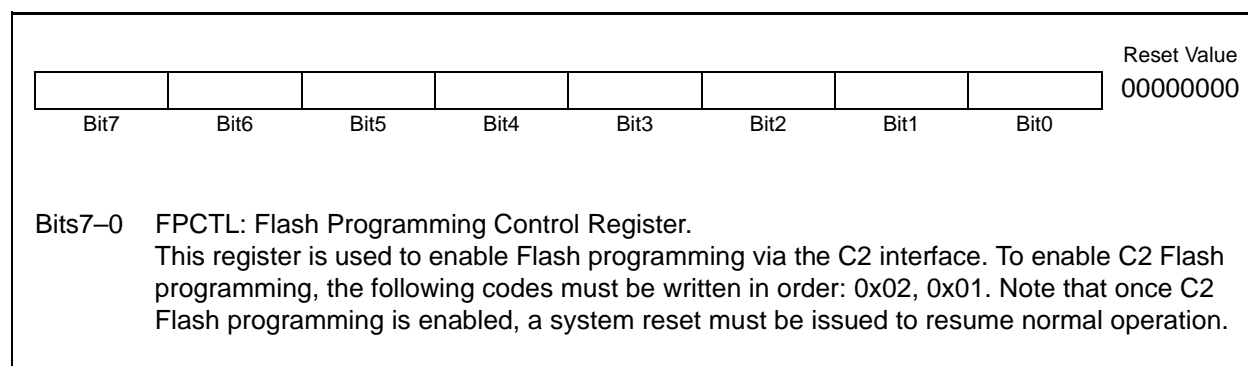 Reset Value
00000000
Bit7 Bit6 Bit5 Bit4 Bit3 Bit2 Bit1 Bit0
Bits7–0 FPCTL: Flash Programming Control Register.
This register is used to enable Flash programming via the C2 interface. To enable C2 Flash
programming, the following codes must be written in order: 0x02, 0x01. Note that once C2
Flash programming is enabled, a system reset must be issued to resume normal operation.